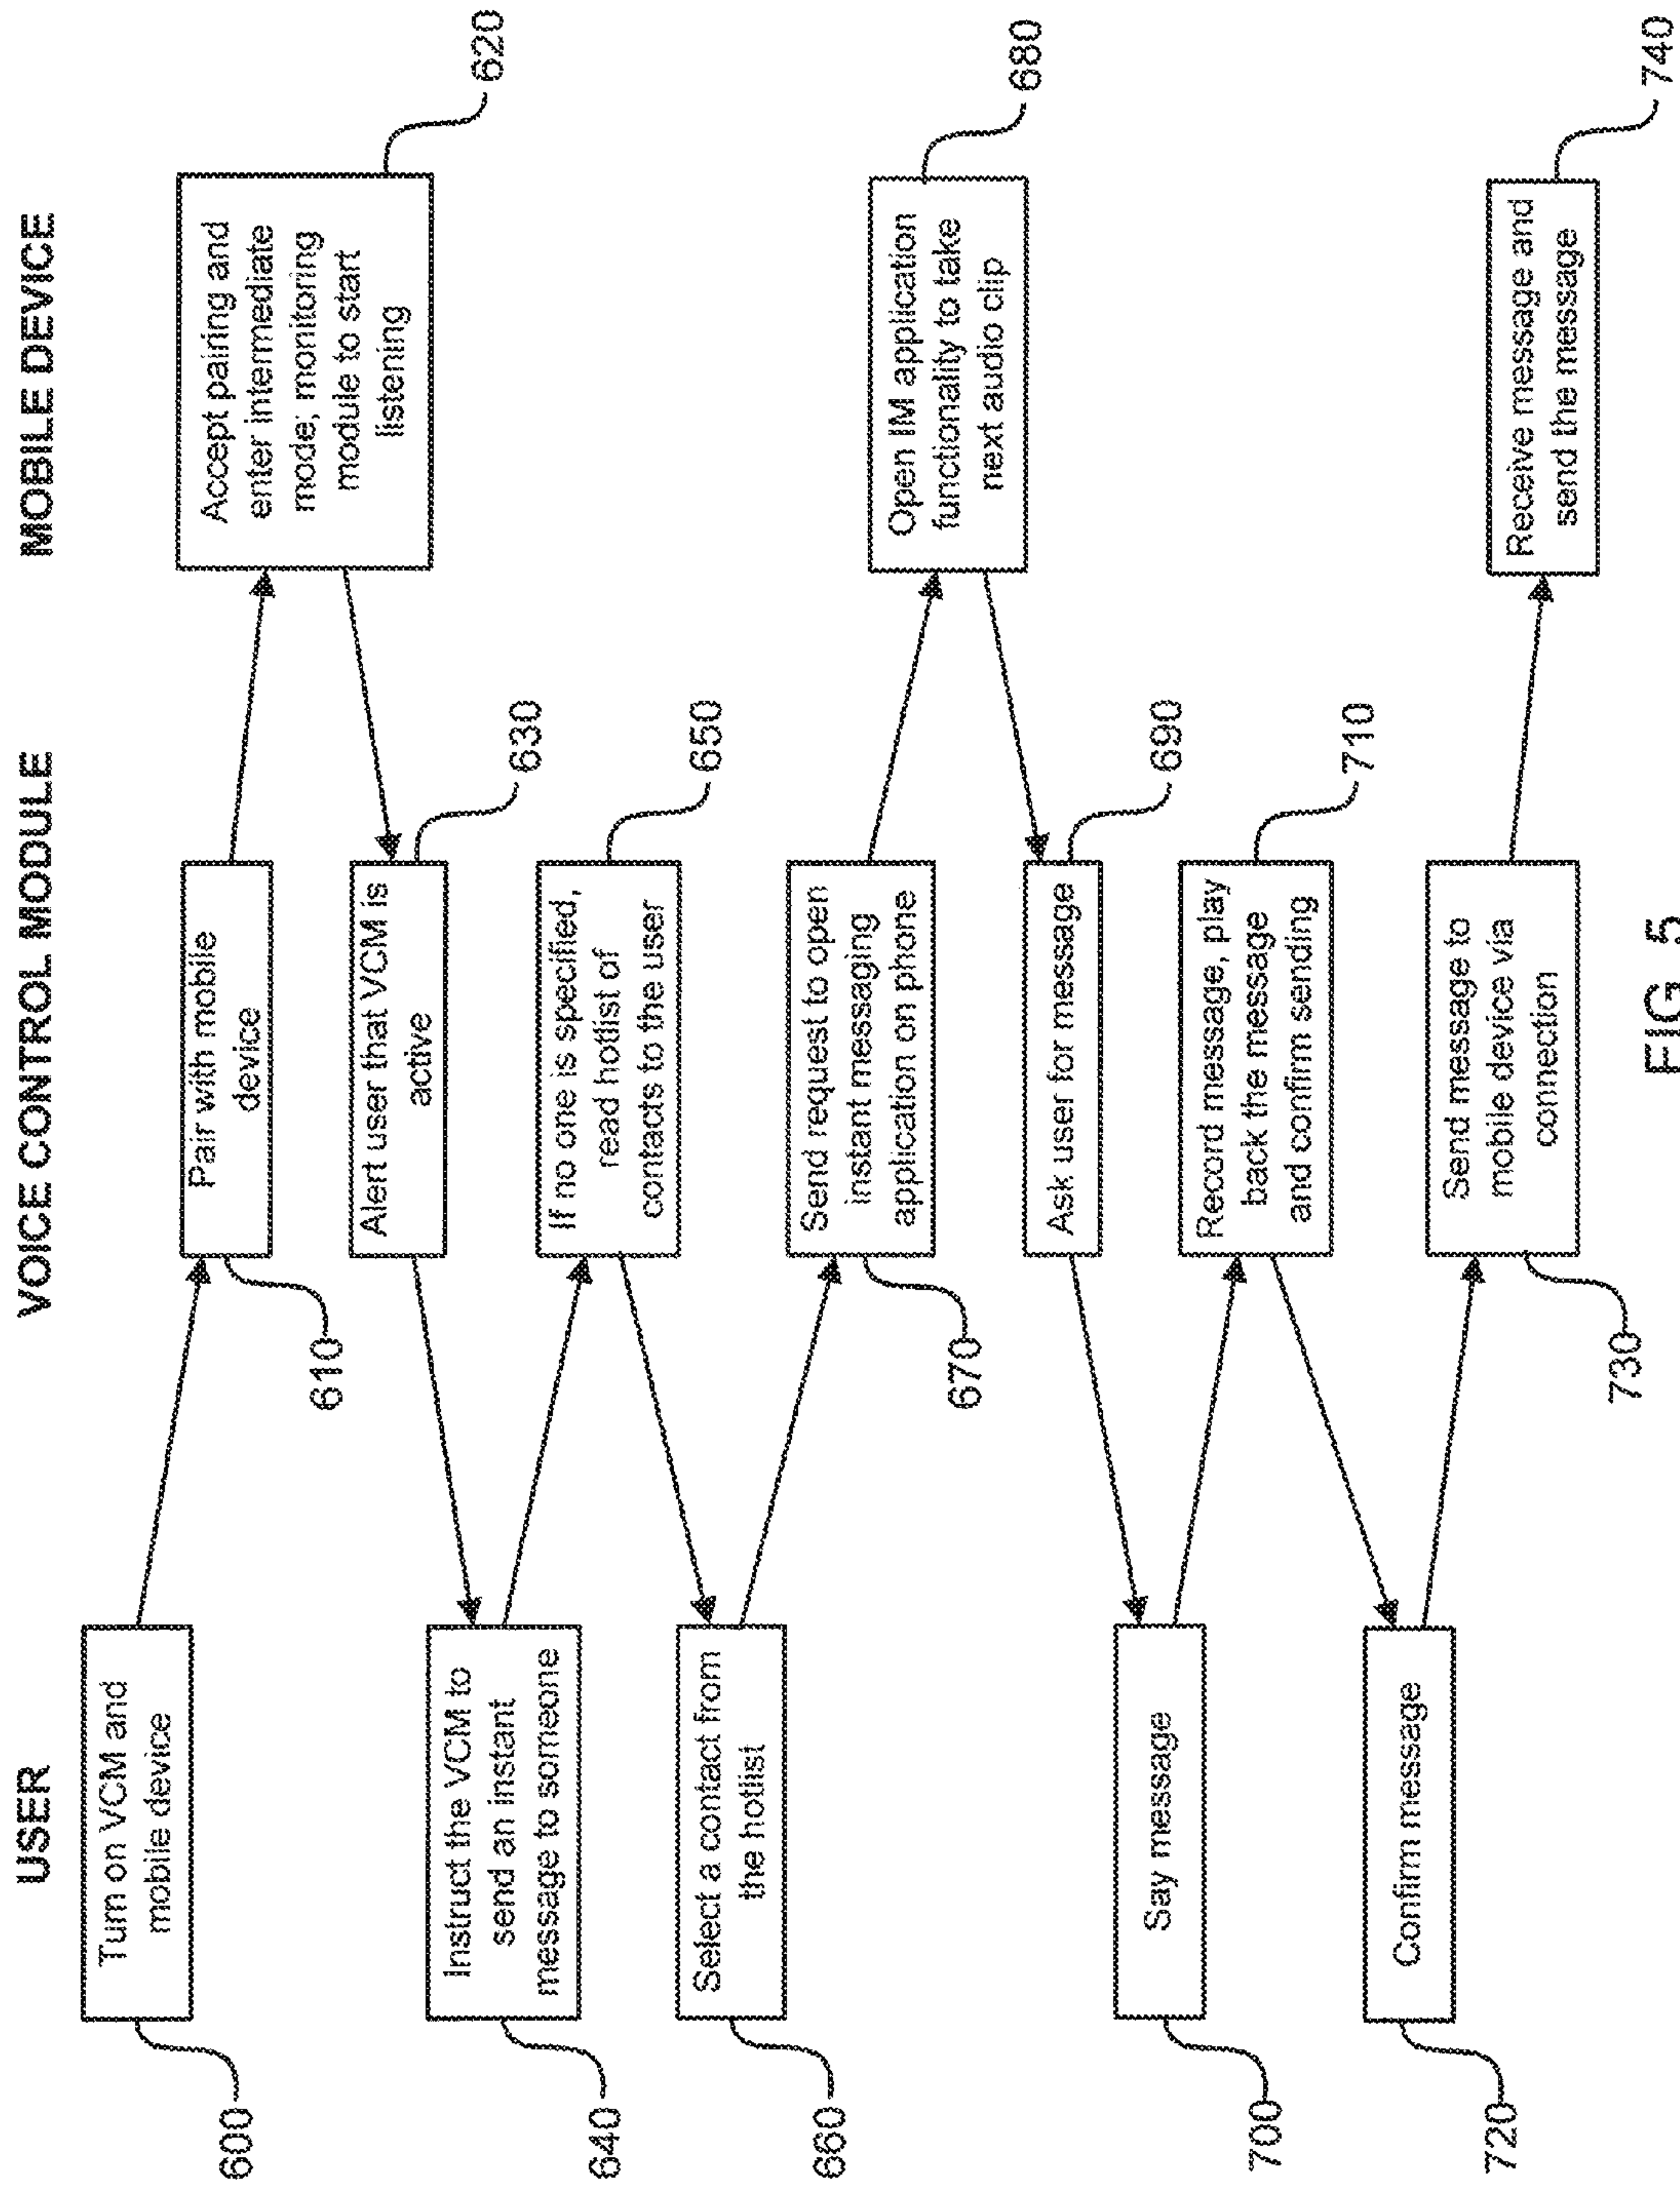 USER
VOICE CONTROL MODULE
MOBILE DEVICE
Turn on VCM and
mobile device
600
Pair with mobile
device
610
Accept pairing and
enter intermediate
mode; monitoring
module to start
listening
620
Alert user that VCM is
active
630
Instruct the VCM to
send an instant
message to someone
640
If no one is specified,
read hotlist of
contacts to the user
650
Select a contact from
the hotlist
660
Send request to open
instant messaging
application on phone
670
Open IM application
functionality to take
next audio clip
680
Ask user for message
690
Say message
700
Record message, play
back the message
and confirm sending
710
Confirm message
720
Send message to
mobile device via
connection
730
Receive message and
send the message
740
FIG. 5